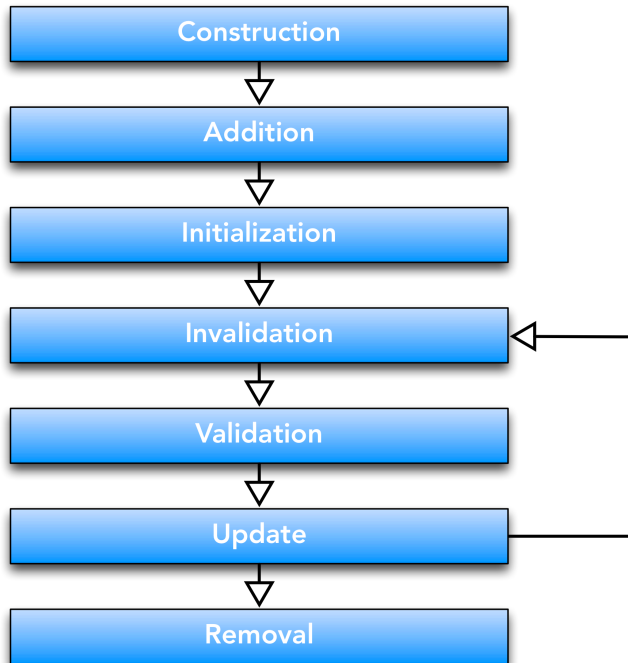 Construction
Addition
Initialization
Invalidation
Validation
Update
Removal